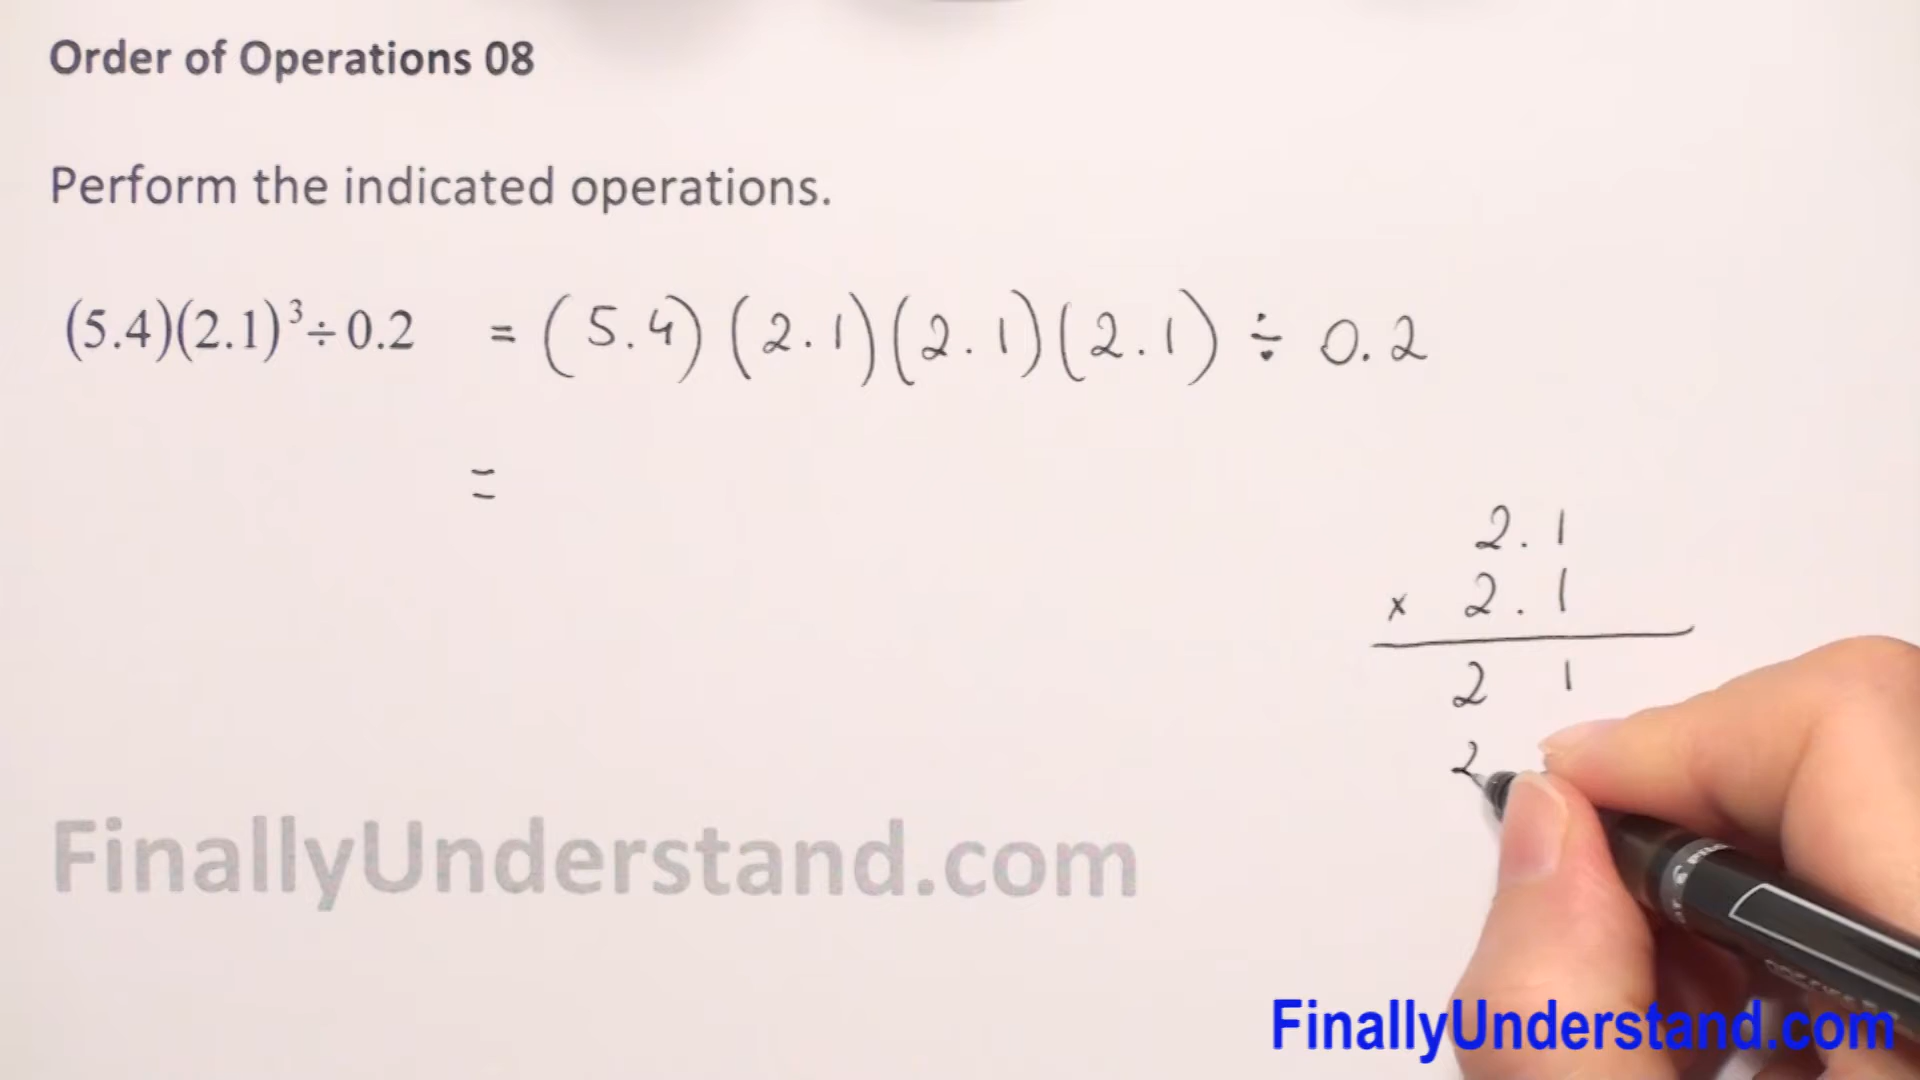 Order of Operations 08
Perform the indicated operations.
(5.4)(2.1)³÷0.2 = (5.4)(2.1)(2.1)(2.1) ÷ 0.2
=
2.1
x 2.1
2 1
2
FinallyUnderstand.com
FinallyUnderstand.com